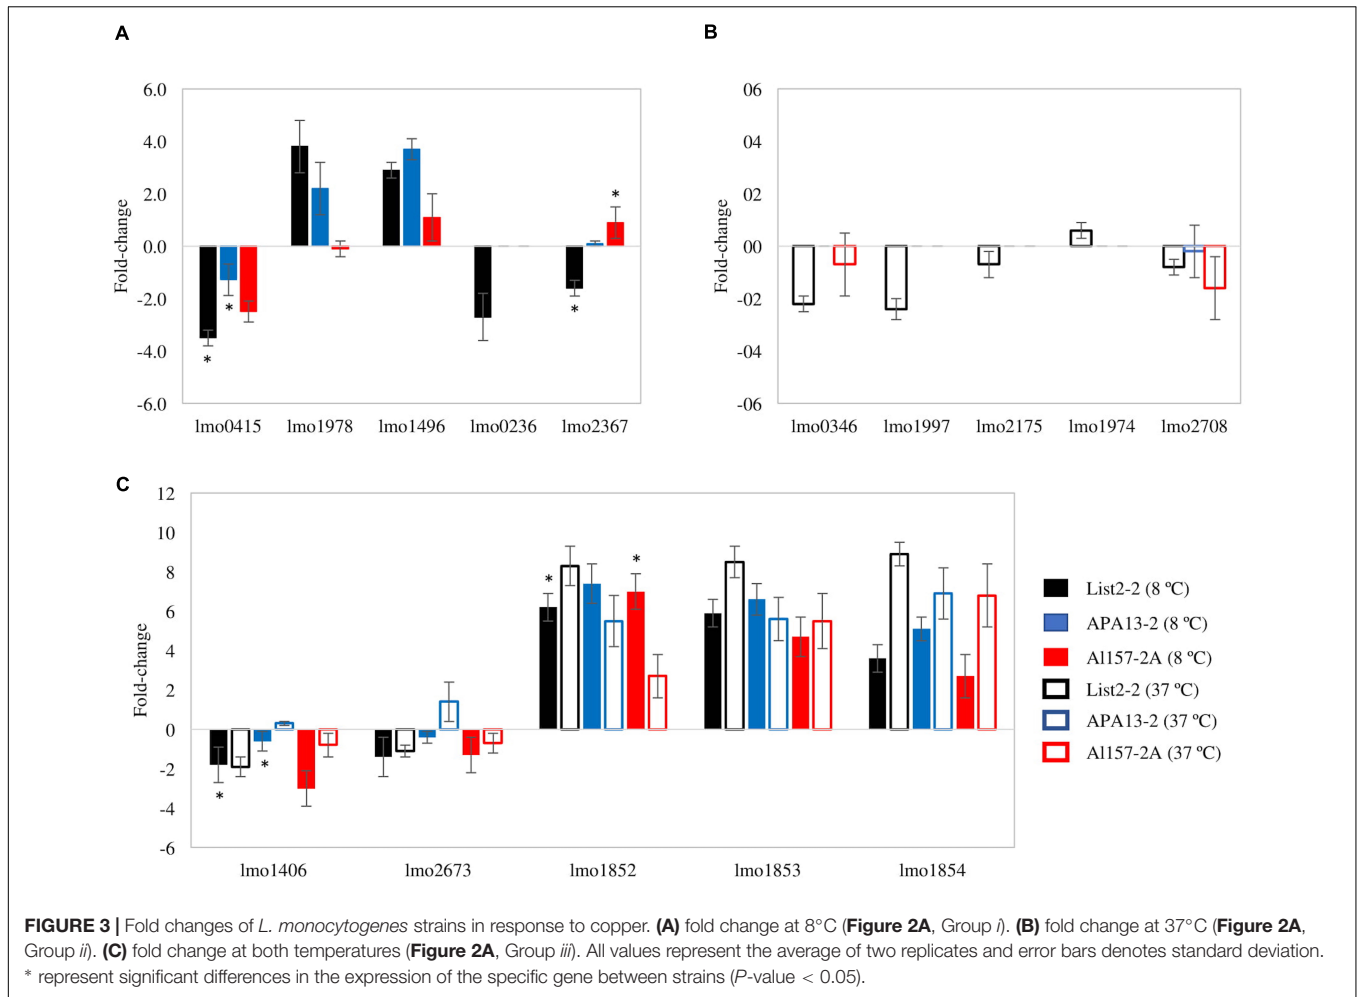 A
Fold-change
6.0
4.0
2.0
0.0
-2.0
-4.0
-6.0
*
*
*
*
lmo0415 lmo1978 lmo1496 lmo0236 lmo2367
B
Fold-change
06
04
02
00
-02
-04
-06
lmo0346 lmo1997 lmo2175 lmo1974 lmo2708
C
Fold-change
12
10
8
6
4
2
0
-2
-4
-6
*
*
*
*
lmo1406 lmo2673 lmo1852 lmo1853 lmo1854
List2-2 (8 ºC)
APA13-2 (8 ºC)
Al157-2A (8 ºC)
List2-2 (37 ºC)
APA13-2 (37 ºC)
Al157-2A (37 ºC)
FIGURE 3 | Fold changes of L. monocytogenes strains in response to copper. (A) fold change at 8°C (Figure 2A, Group i). (B) fold change at 37°C (Figure 2A,
Group ii). (C) fold change at both temperatures (Figure 2A, Group iii). All values represent the average of two replicates and error bars denotes standard deviation.
* represent significant differences in the expression of the specific gene between strains (P-value < 0.05).